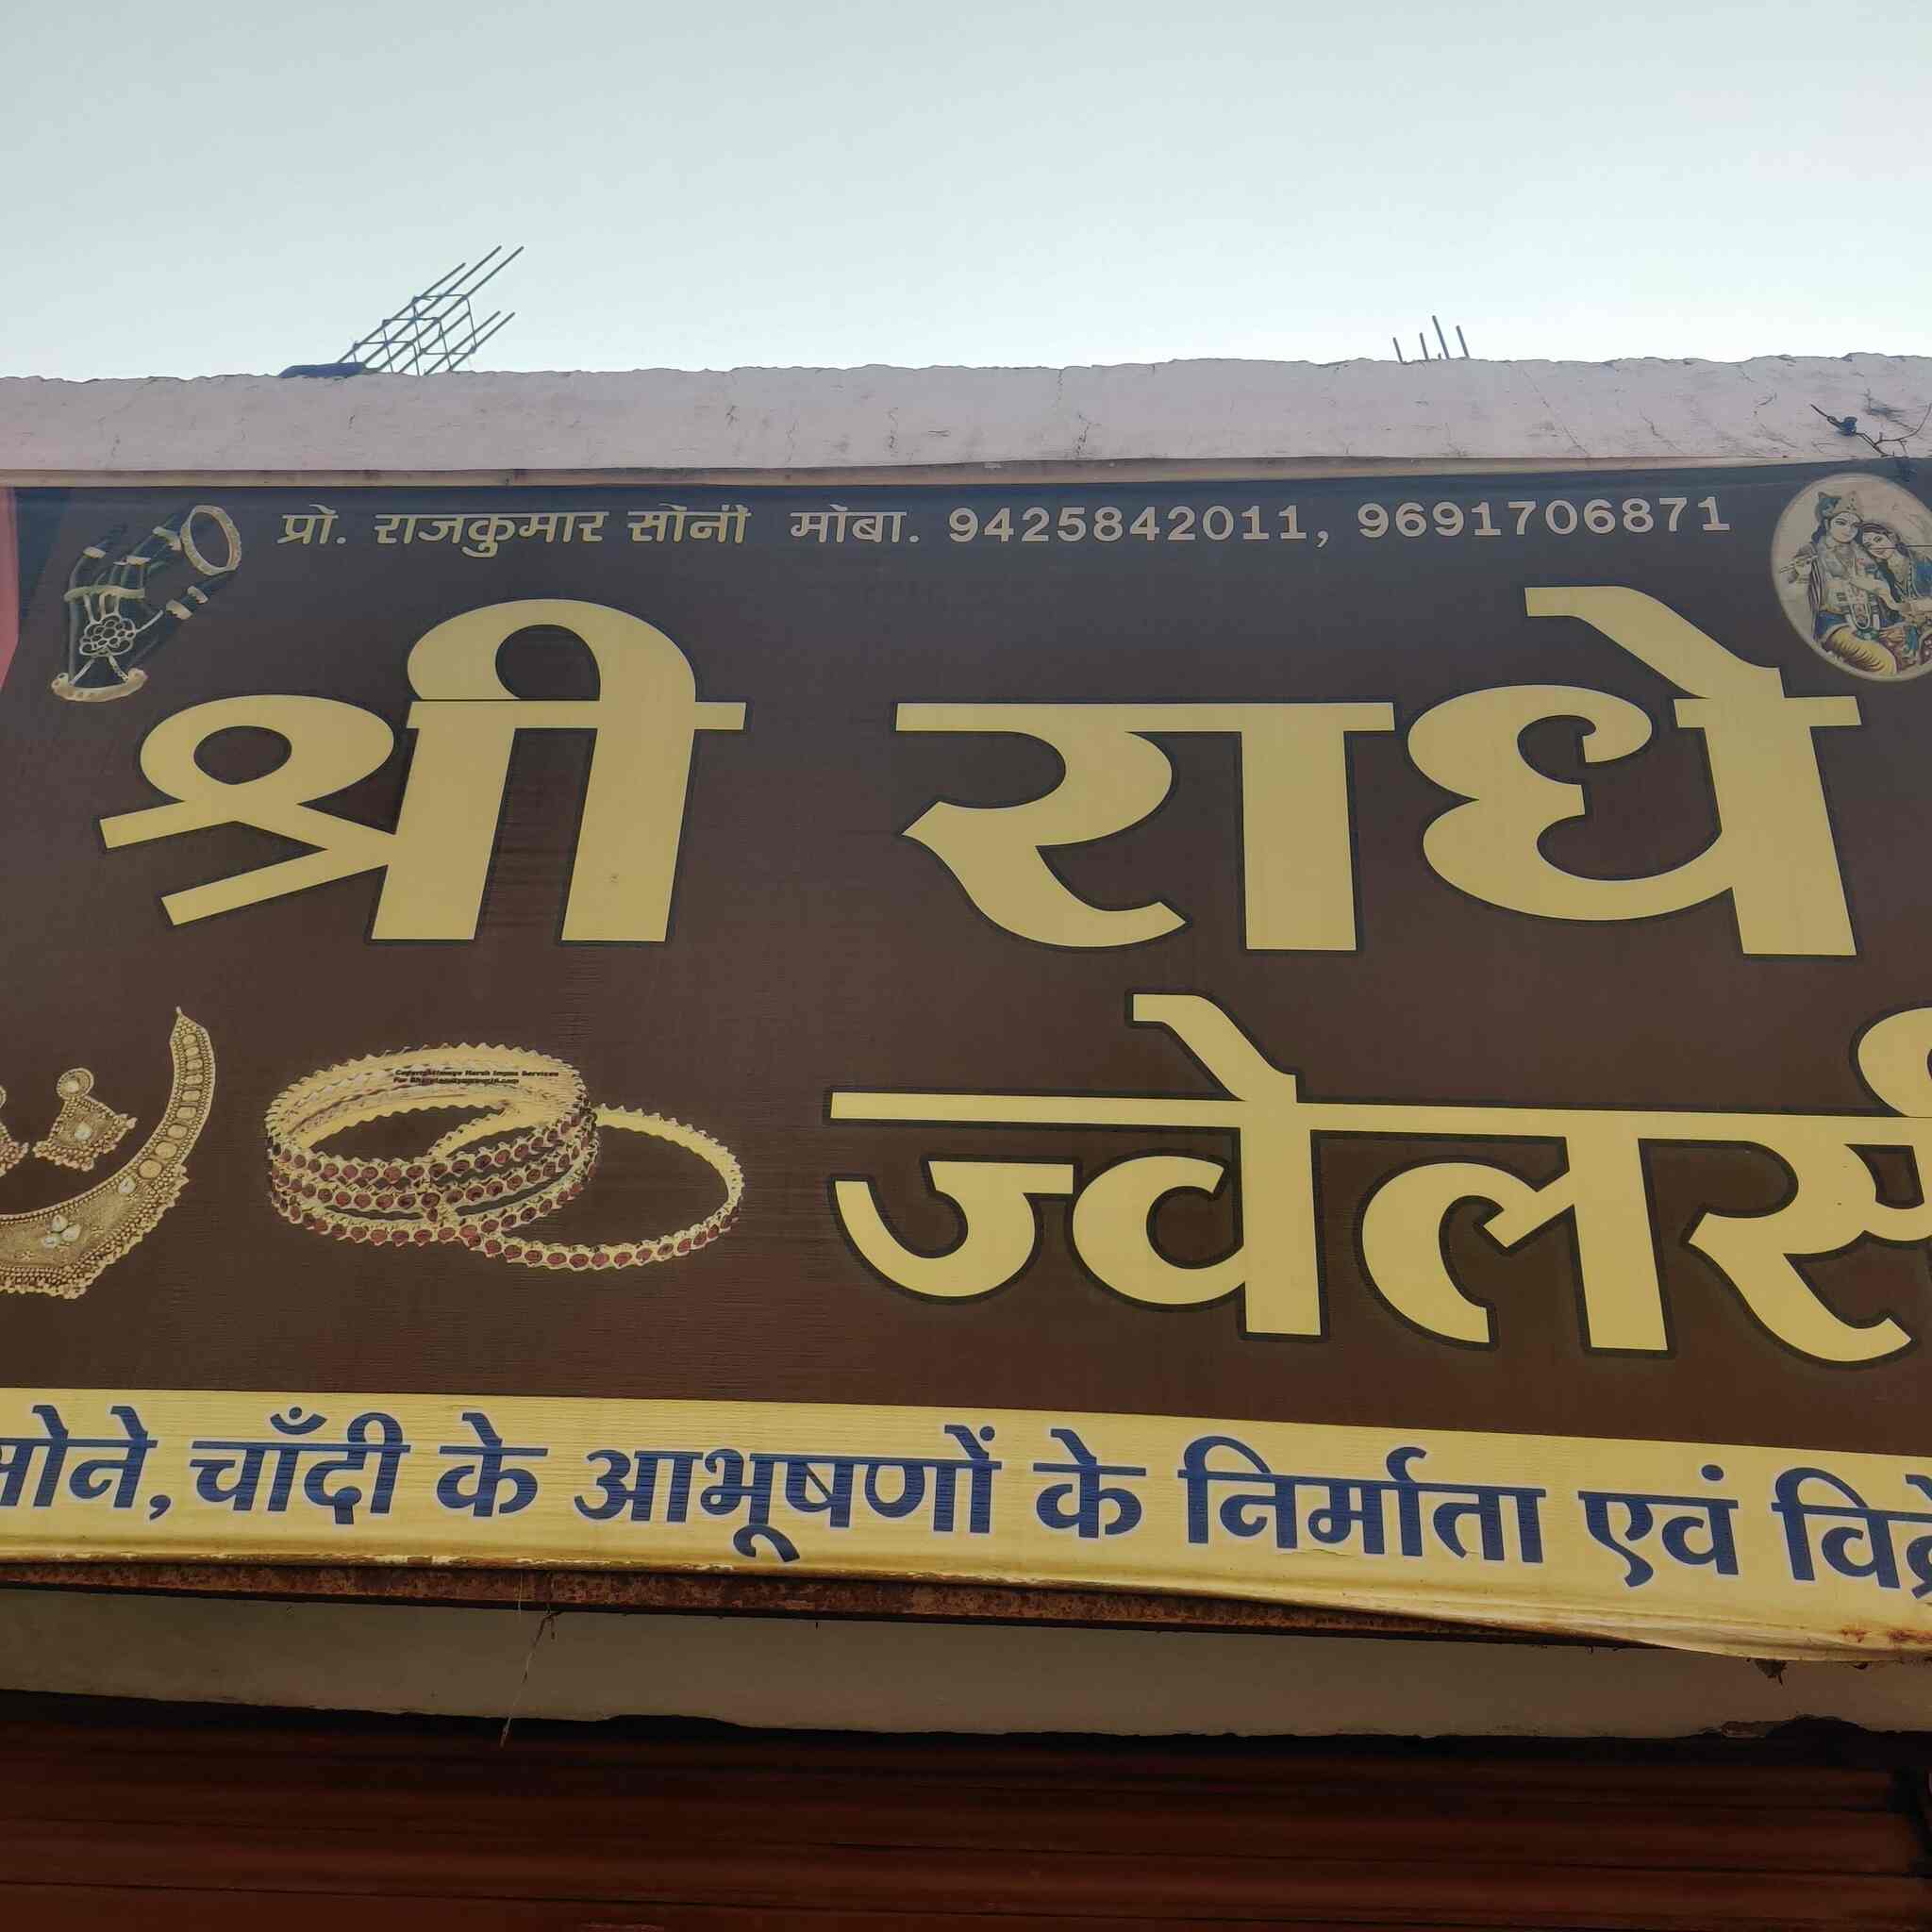 प्रो. राजकुमार सोनी मोबा. 9425842011, 9691706871
श्री राधे
ज्वेलर्स
सोने, चाँदी के आभूषणों के निर्माता एवं